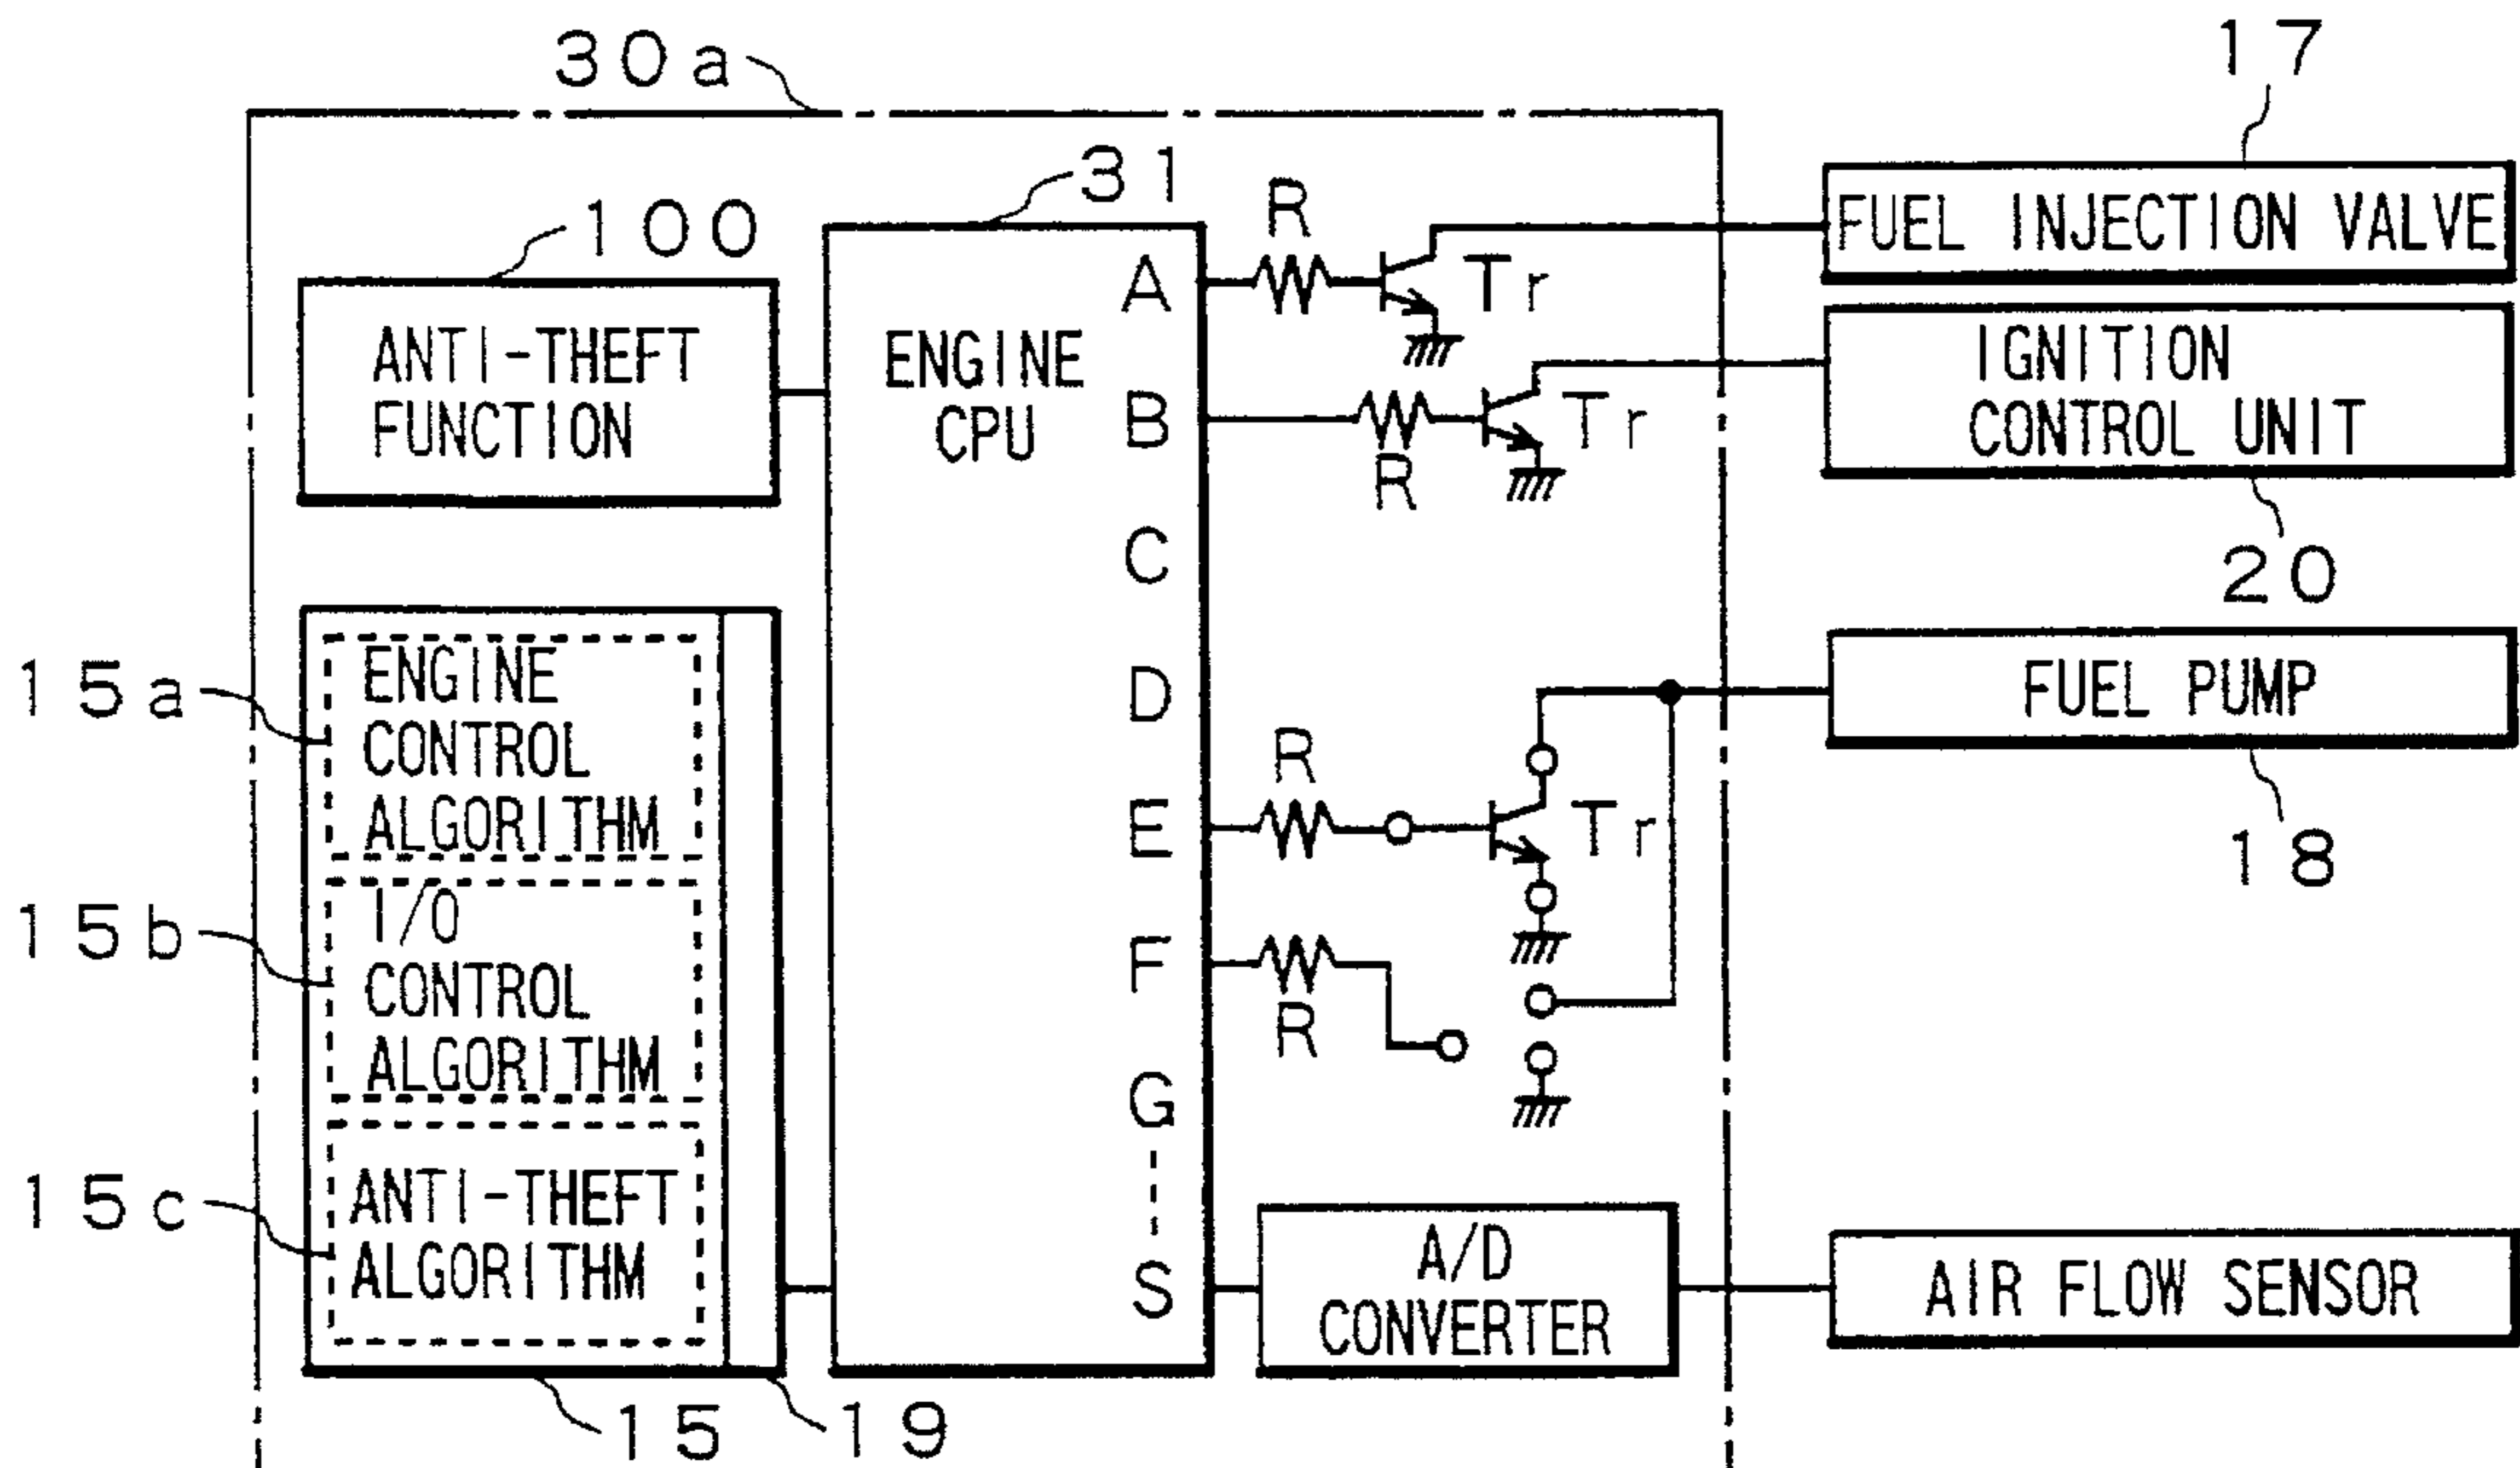 30a
17
31
100
R
FUEL INJECTION VALVE
A
Tr
ANTI-THEFT
FUNCTION
ENGINE
CPU
IGNITION
CONTROL UNIT
B
Tr
R
C
20
15a
ENGINE
CONTROL
ALGORITHM
D
FUEL PUMP
R
E
Tr
18
15b
I/O
CONTROL
ALGORITHM
F
R
G
15c
ANTI-THEFT
ALGORITHM
S
A/D
CONVERTER
AIR FLOW SENSOR
15
19